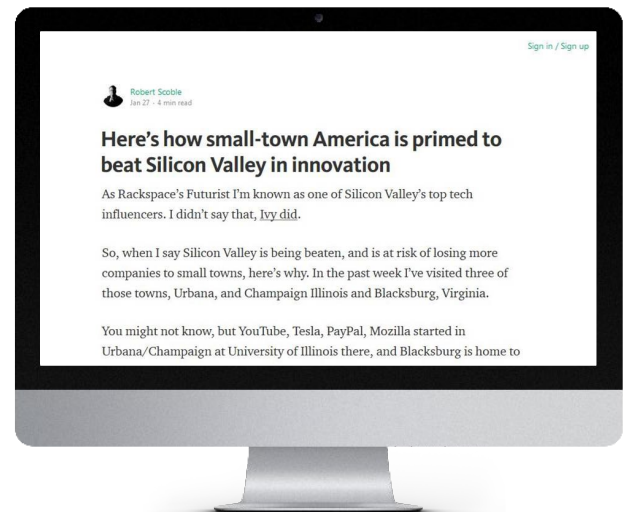 Sign in / Sign up
Robert Scoble
Jan 27 · 4 min read
Here's how small-town America is primed to
beat Silicon Valley in innovation
As Rackspace's Futurist I'm known as one of Silicon Valley's top tech
influencers. I didn't say that, Ivy did.
So, when I say Silicon Valley is being beaten, and is at risk of losing more
companies to small towns, here's why. In the past week I've visited three of
those towns, Urbana, and Champaign Illinois and Blacksburg, Virginia.
You might not know, but YouTube, Tesla, PayPal, Mozilla started in
Urbana/Champaign at University of Illinois there, and Blacksburg is home to